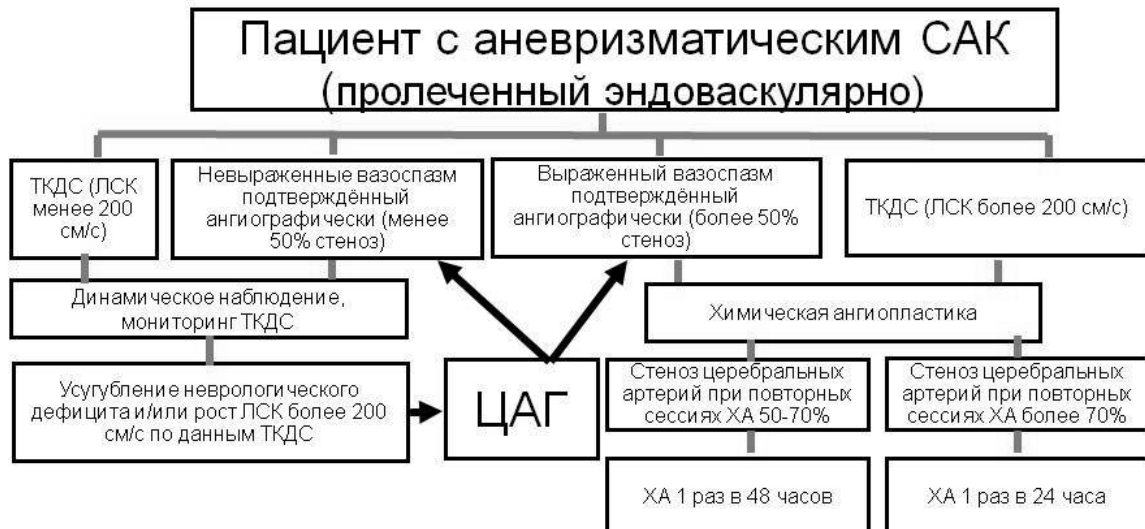 Пациент с аневризматическим САК
(пролеченный эндоваскулярно)
ТКДС (ЛСК
менее 200
см/с)
Невыраженные вазоспазм
подтверждённый
ангиографически (менее
50% стеноз)
Выраженный вазоспазм
подтверждённый
ангиографически (более 50%
стеноз)
ТКДС (ЛСК более 200 см/с)
Динамическое наблюдение,
мониторинг ТКДС
Химическая ангиопластика
Усугубление неврологического
дефицита и/или рост ЛСК более 200
см/с по данным ТКДС
ЦАГ
Стеноз церебральных
артерий при повторных
сессиях ХА 50-70%
Стеноз церебральных
артерий при повторных
сессиях ХА более 70%
ХА 1 раз в 48 часов
ХА 1 раз в 24 часа